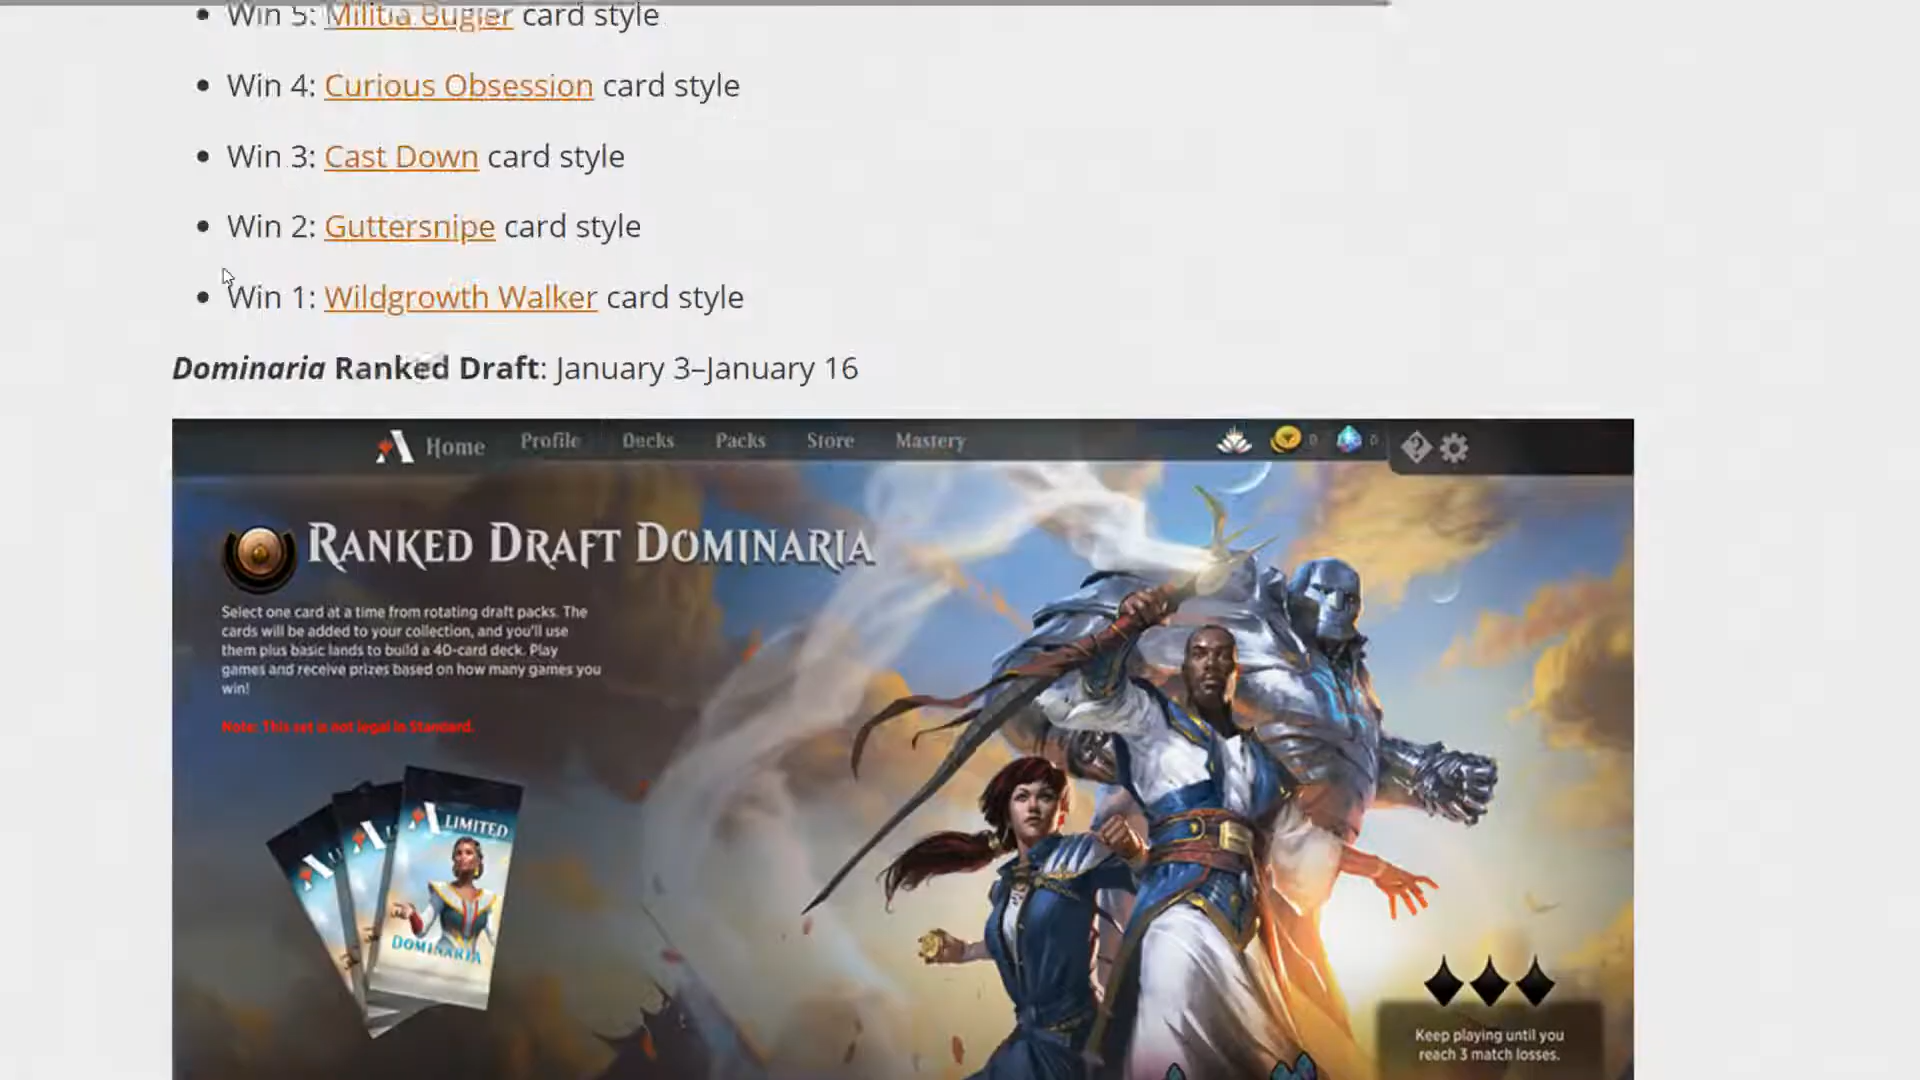 Win 5: Militia Bugler card style
Win 4: Curious Obsession card style
Win 3: Cast Down card style
Win 2: Guttersnipe card style
Win 1: Wildgrowth Walker card style
Dominaria Ranked Draft: January 3–January 16
Home Profile Decks Packs Store Mastery 0 0
Ranked Draft Dominaria
Select one card at a time from rotating draft packs. The
cards will be added to your collection, and you'll use
them plus basic lands to build a 40-card deck. Play
games and receive prizes based on how many games you
win!
Note: This set is not legal in Standard.
LIMITED
DOMINARIA
Keep playing until you
reach 3 match losses.